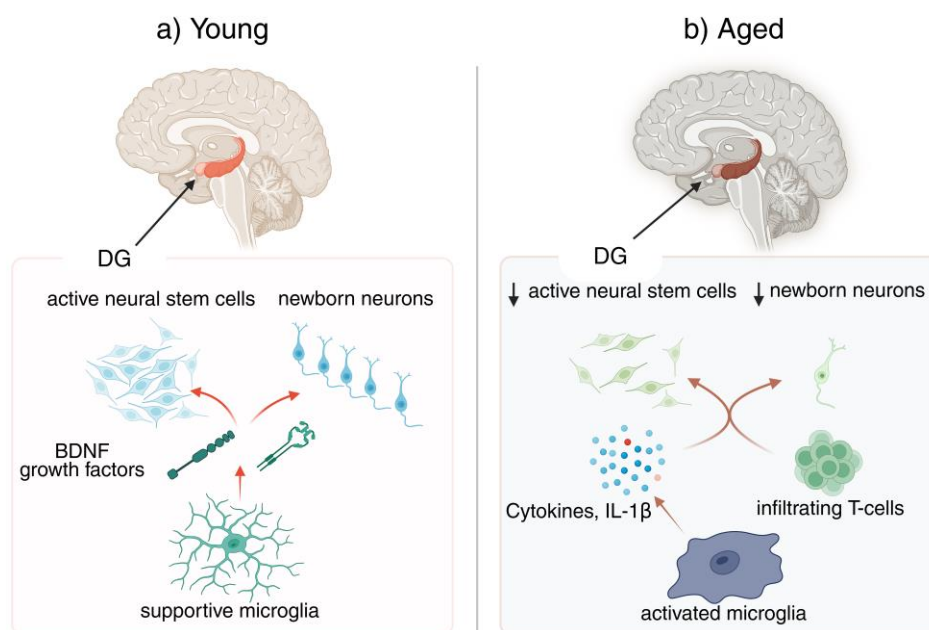 a) Young
DG
active neural stem cells
newborn neurons
BDNF
growth factors
supportive microglia
b) Aged
DG
↓ active neural stem cells
↓ newborn neurons
Cytokines, IL-1β
infiltrating T-cells
activated microglia